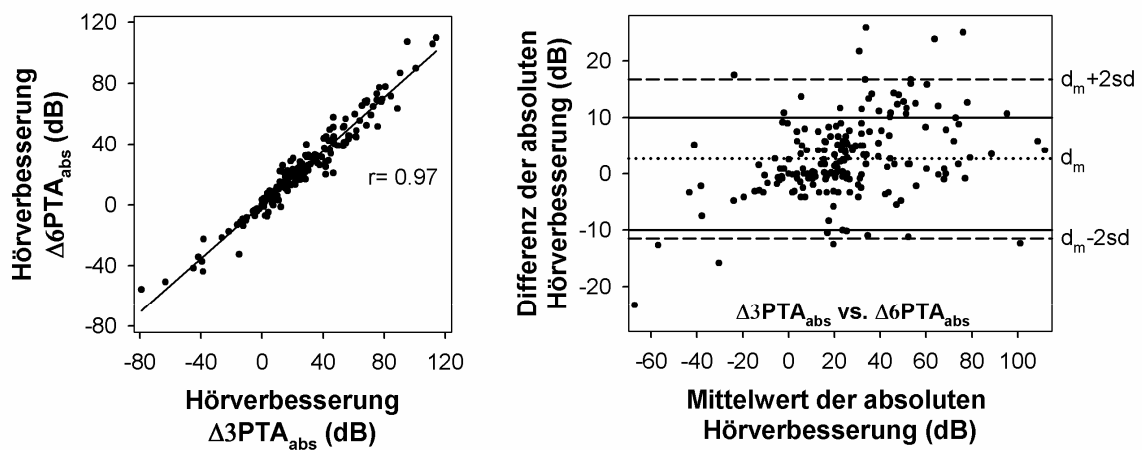 Hörverbesserung
Δ6PTAabs (dB)
120
80
40
0
-40
-80
r= 0.97
-80
-40
0
40
80
120
Hörverbesserung
Δ3PTAabs (dB)
Differenz der absoluten
Hörverbesserung (dB)
20
10
0
-10
-20
dm+2sd
dm
dm-2sd
Δ3PTAabs vs. Δ6PTAabs
-60
-40
-20
0
20
40
60
80
100
Mittelwert der absoluten
Hörverbesserung (dB)